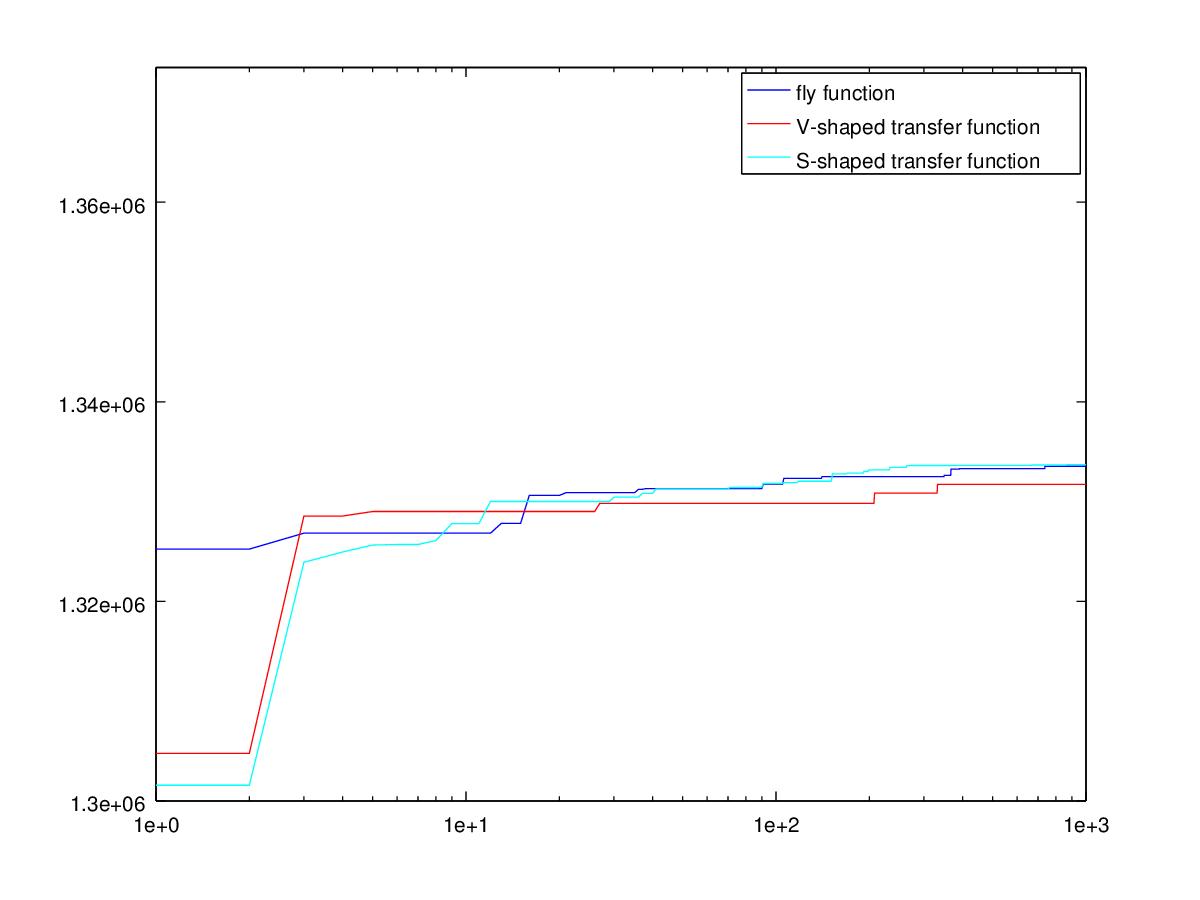 fly function
V-shaped transfer function
S-shaped transfer function
1.36e+06
1.34e+06
1.32e+06
1.3e+06
1e+0 1e+1 1e+2 1e+3